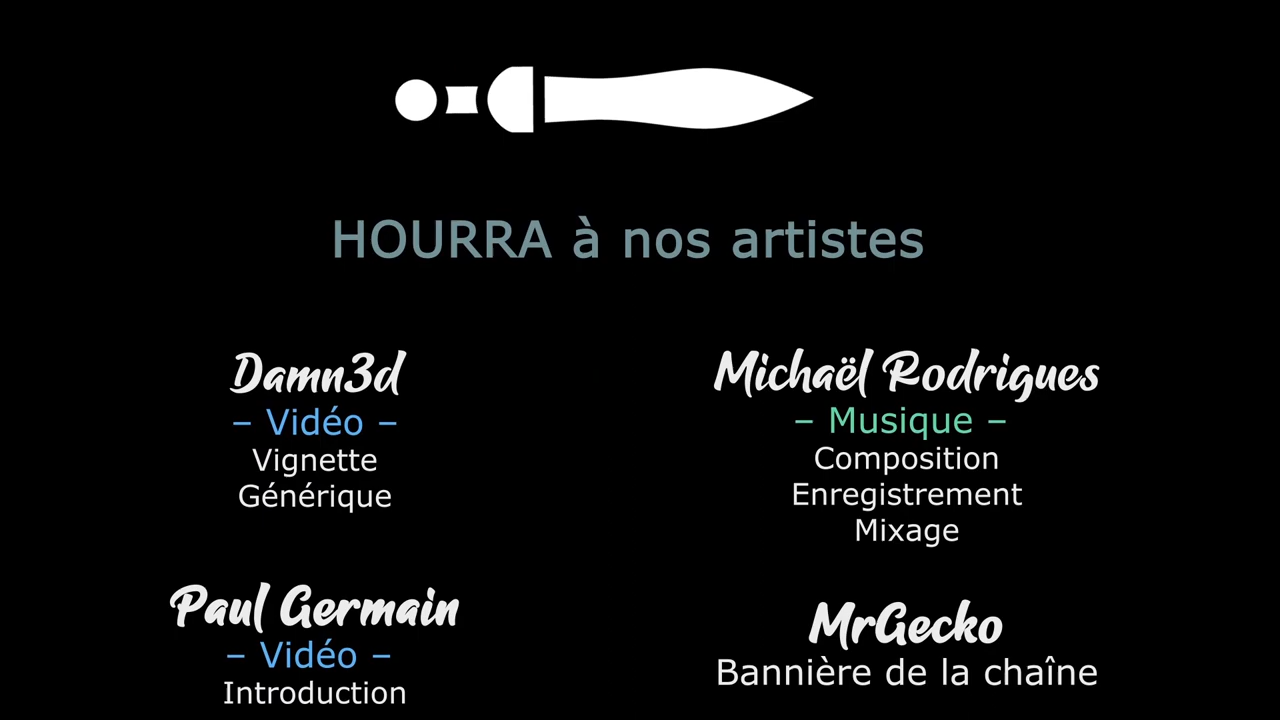 HOURRA à nos artistes
Damn3d
– Vidéo –
Vignette
Générique
Michaël Rodrigues
– Musique –
Composition
Enregistrement
Mixage
Paul Germain
– Vidéo –
Introduction
MrGecko
Bannière de la chaîne